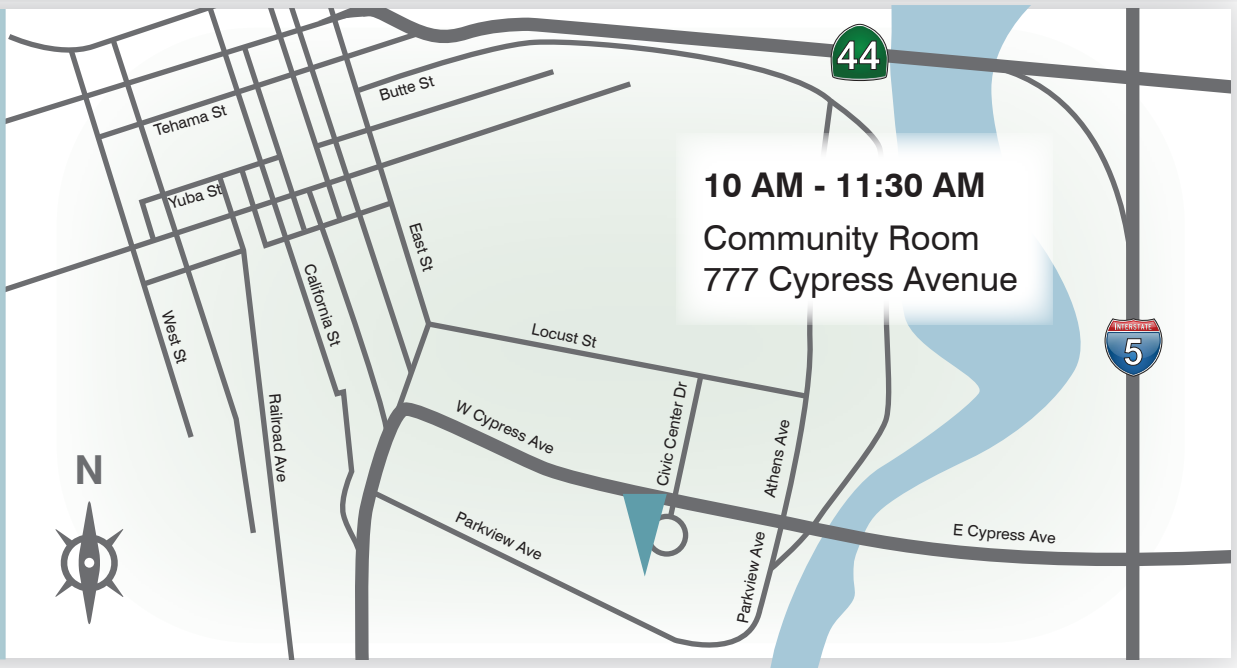 44
Butte St
Tehama St
10 AM - 11:30 AM
Yuba St
Community Room
East St
777 Cypress Avenue
California St
West St
Locust St
INTERSTATE
5
Railroad Ave
W Cypress Ave
Civic Center Dr
Athens Ave
N
Parkview Ave
E Cypress Ave
Parkview Ave